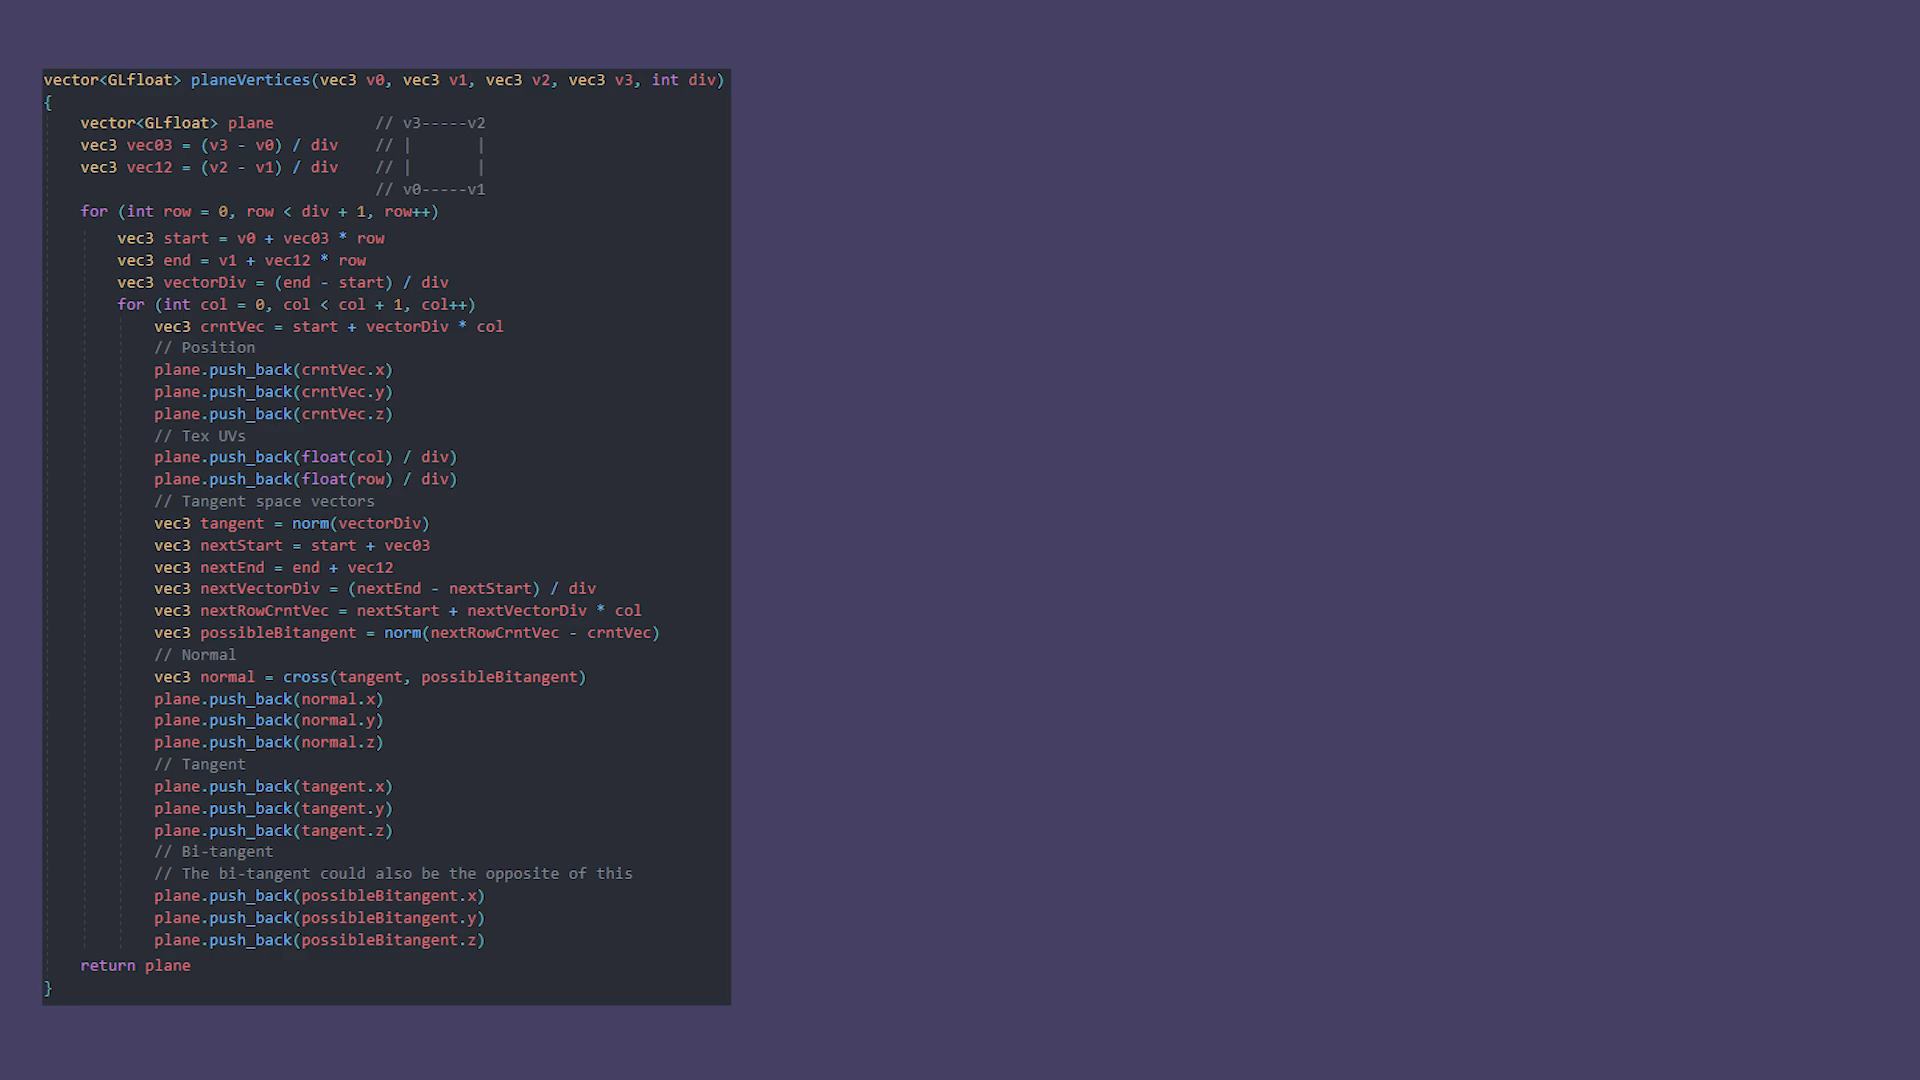 vector<GLfloat> planeVertices(vec3 v0, vec3 v1, vec3 v2, vec3 v3, int div)
{
    vector<GLfloat> plane           // v3-----v2
    vec3 vec03 = (v3 - v0) / div    // |       |
    vec3 vec12 = (v2 - v1) / div    // |       |
                                    // v0-----v1
    for (int row = 0, row < div + 1, row++)
        vec3 start = v0 + vec03 * row
        vec3 end = v1 + vec12 * row
        vec3 vectorDiv = (end - start) / div
        for (int col = 0, col < col + 1, col++)
            vec3 crntVec = start + vectorDiv * col
            // Position
            plane.push_back(crntVec.x)
            plane.push_back(crntVec.y)
            plane.push_back(crntVec.z)
            // Tex UVs
            plane.push_back(float(col) / div)
            plane.push_back(float(row) / div)
            // Tangent space vectors
            vec3 tangent = norm(vectorDiv)
            vec3 nextStart = start + vec03
            vec3 nextEnd = end + vec12
            vec3 nextVectorDiv = (nextEnd - nextStart) / div
            vec3 nextRowCrntVec = nextStart + nextVectorDiv * col
            vec3 possibleBitangent = norm(nextRowCrntVec - crntVec)
            // Normal
            vec3 normal = cross(tangent, possibleBitangent)
            plane.push_back(normal.x)
            plane.push_back(normal.y)
            plane.push_back(normal.z)
            // Tangent
            plane.push_back(tangent.x)
            plane.push_back(tangent.y)
            plane.push_back(tangent.z)
            // Bi-tangent
            // The bi-tangent could also be the opposite of this
            plane.push_back(possibleBitangent.x)
            plane.push_back(possibleBitangent.y)
            plane.push_back(possibleBitangent.z)
    return plane
}